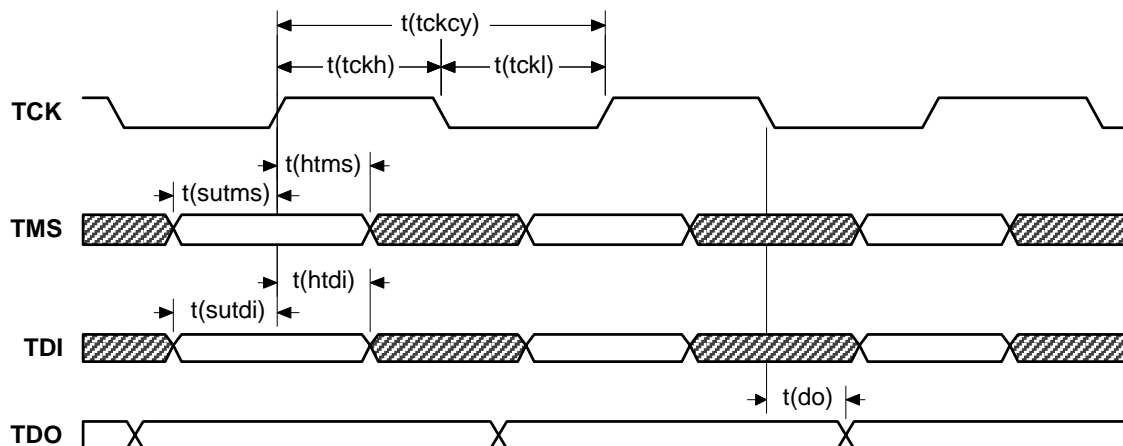 t(tckcy)
t(tckh)
t(tckl)
TCK
t(htms)
t(sutms)
TMS
t(htdi)
t(sutdi)
TDI
t(do)
TDO